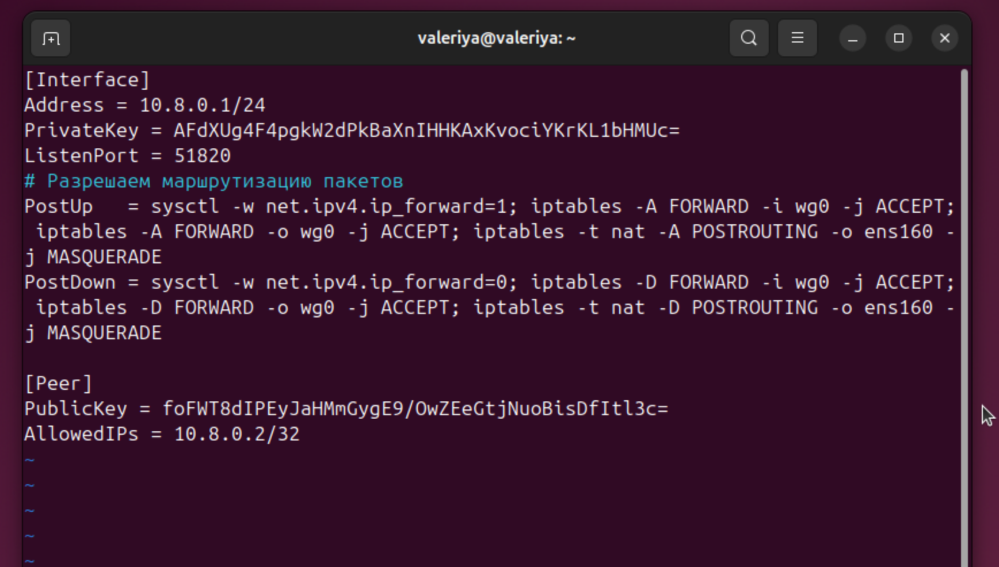 valeriya@valeriya: ~
[Interface]
Address = 10.8.0.1/24
PrivateKey = AFdXUg4F4pgkW2dPkBaXnIHHKAxKvociYKrKL1bHMUc=
ListenPort = 51820
# Разрешаем маршрутизацию пакетов
PostUp   = sysctl -w net.ipv4.ip_forward=1; iptables -A FORWARD -i wg0 -j ACCEPT;
 iptables -A FORWARD -o wg0 -j ACCEPT; iptables -t nat -A POSTROUTING -o ens160 -
j MASQUERADE
PostDown = sysctl -w net.ipv4.ip_forward=0; iptables -D FORWARD -i wg0 -j ACCEPT;
 iptables -D FORWARD -o wg0 -j ACCEPT; iptables -t nat -D POSTROUTING -o ens160 -
j MASQUERADE
[Peer]
PublicKey = foFWT8dIPEyJaHMmGygE9/OwZEeGtjNuoBisDfItl3c=
AllowedIPs = 10.8.0.2/32
~
~
~
~
~